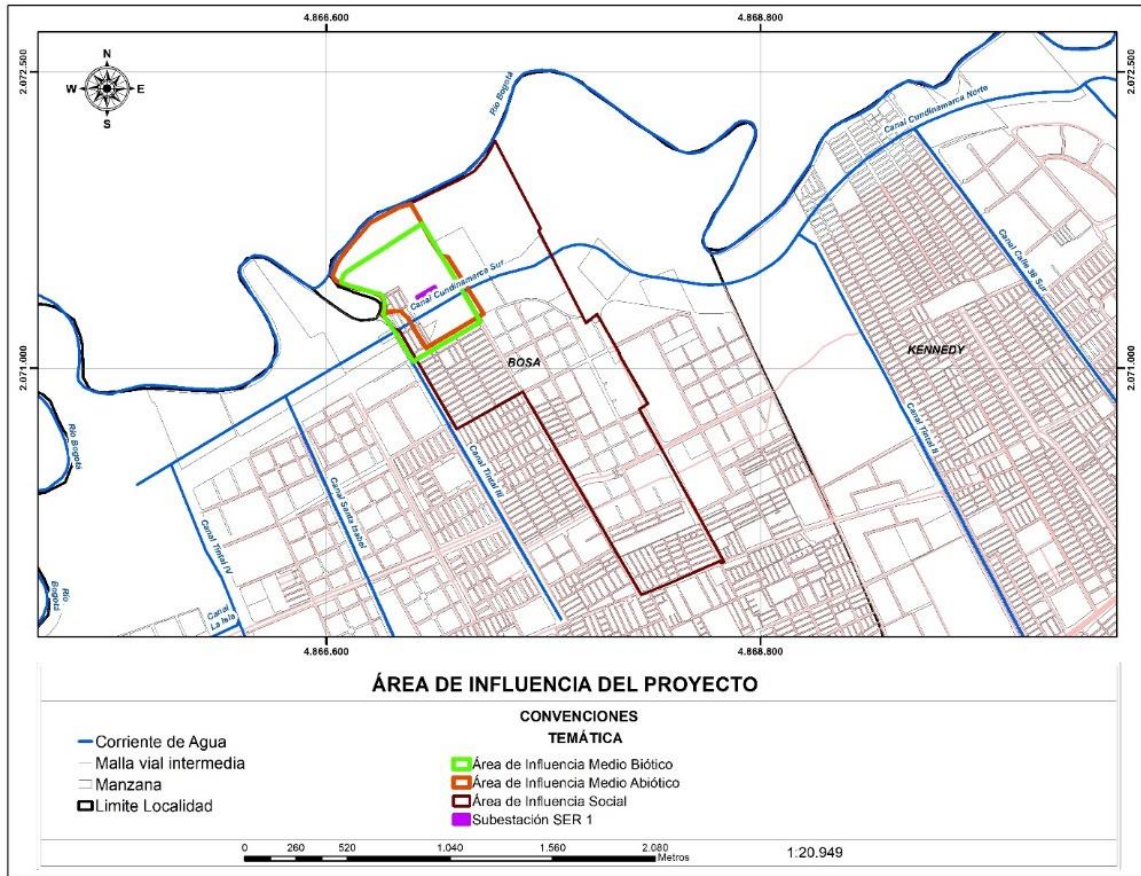 4.866.600
4.868.800
2.072.500
2.072.500
N
W
E
S
Río Bogotá
Canal Cundinamarca Norte
Canal Calle 38 Sur
Canal Cundinamarca Sur
BOSA
KENNEDY
2.071.000
2.071.000
Río Bogotá
Canal Tintal III
Canal Tintal II
Canal Santa Isabel
Canal Tintal IV
Canal La Isla
Río Bogotá
4.866.600
4.868.800
ÁREA DE INFLUENCIA DEL PROYECTO
CONVENCIONES
TEMÁTICA
Corriente de Agua
Malla vial intermedia
Manzana
Limite Localidad
Área de Influencia Medio Biótico
Área de Influencia Medio Abiótico
Área de Influencia Social
Subestación SER 1
0 260 520 1.040 1.560 2.080
Metros
1:20.949